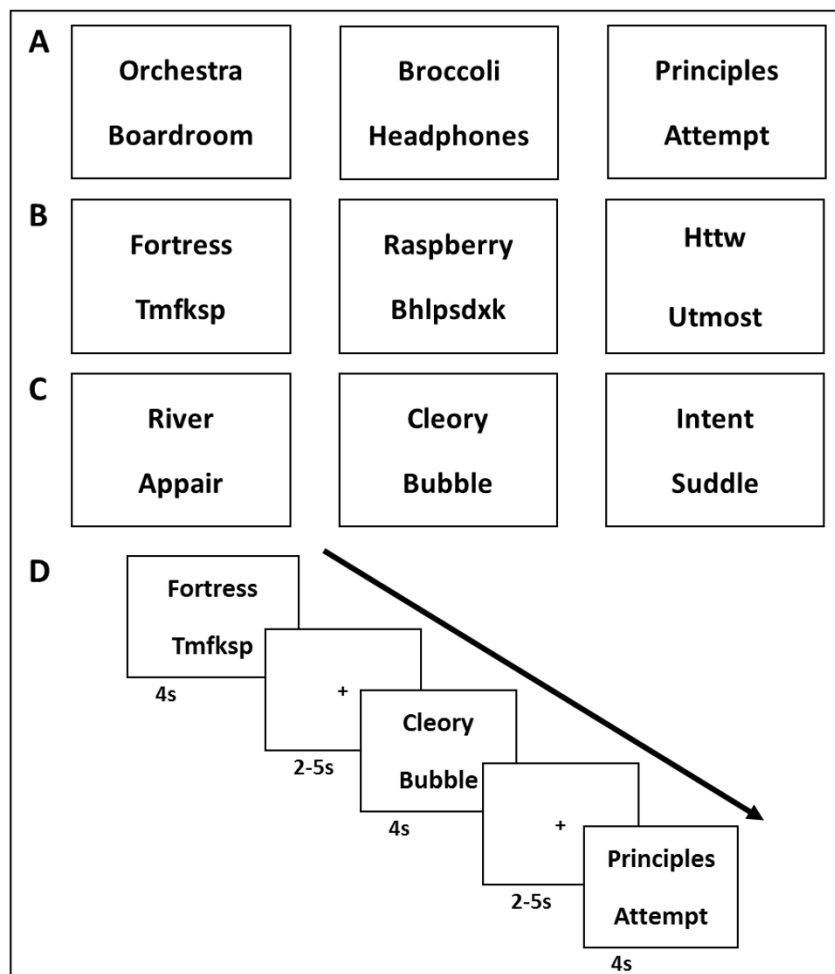 A
Orchestra
Boardroom
Broccoli
Headphones
Principles
Attempt
B
Fortress
Tmfksp
Raspberry
Bhlpsdxk
Httw
Utmost
C
River
Appair
Cleory
Bubble
Intent
Suddle
D
Fortress
Tmfksp
4s
+
2-5s
Cleory
Bubble
4s
+
2-5s
Principles
Attempt
4s